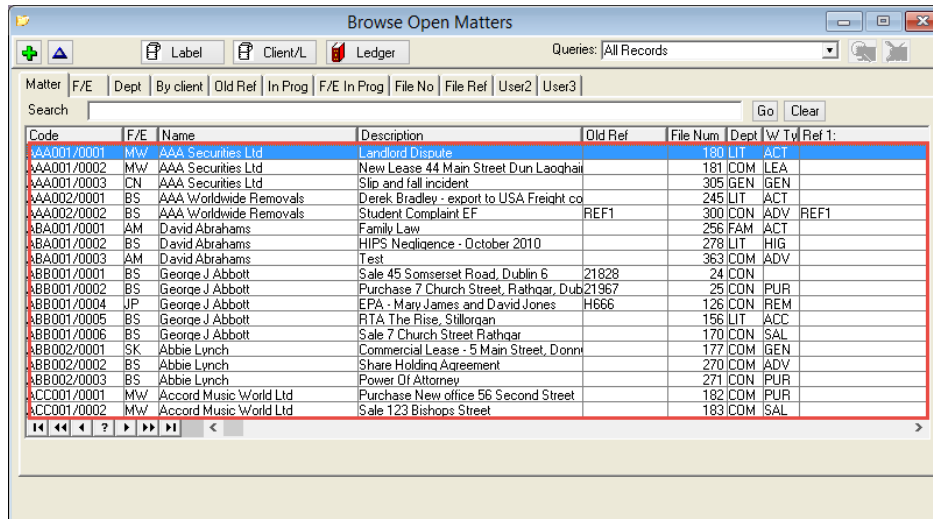 Browse Open Matters
Label Client/L Ledger Queries: All Records
Matter F/E Dept By client Old Ref In Prog F/E In Prog File No File Ref User2 User3
Search Go Clear
Code F/E Name Description Old Ref File Num Dept W Ty Ref 1:
AAA001/0001 MW AAA Securities Ltd Landlord Dispute 180 LIT ACT
AAA001/0002 MW AAA Securities Ltd New Lease 44 Main Street Dun Laoghai 181 COM LEA
AAA001/0003 CN AAA Securities Ltd Slip and fall incident 305 GEN GEN
AAA002/0001 BS AAA Worldwide Removals Derek Bradley - export to USA Freight co 245 LIT ACT
AAA002/0002 BS AAA Worldwide Removals Student Complaint EF REF1 300 CON ADV REF1
ABA001/0001 AM David Abrahams Family Law 256 FAM ACT
ABA001/0002 BS David Abrahams HIPS Negligence - October 2010 278 LIT HIG
ABA001/0003 AM David Abrahams Test 363 COM ADV
ABB001/0001 BS George J Abbott Sale 45 Somserset Road, Dublin 6 21828 24 CON
ABB001/0002 BS George J Abbott Purchase 7 Church Street, Rathgar, Dub 21967 25 CON PUR
ABB001/0004 JP George J Abbott EPA - Mary James and David Jones H666 126 CON REM
ABB001/0005 BS George J Abbott RTA The Rise, Stillorgan 156 LIT ACC
ABB001/0006 BS George J Abbott Sale 7 Church Street Rathgar 170 CON SAL
ABB002/0001 SK Abbie Lynch Commercial Lease - 5 Main Street, Donn 177 COM GEN
ABB002/0002 BS Abbie Lynch Share Holding Agreement 270 COM ADV
ABB002/0003 BS Abbie Lynch Power Of Attorney 271 CON PUR
ACC001/0001 MW Accord Music World Ltd Purchase New office 56 Second Street 182 COM PUR
ACC001/0002 MW Accord Music World Ltd Sale 123 Bishops Street 183 COM SAL
?